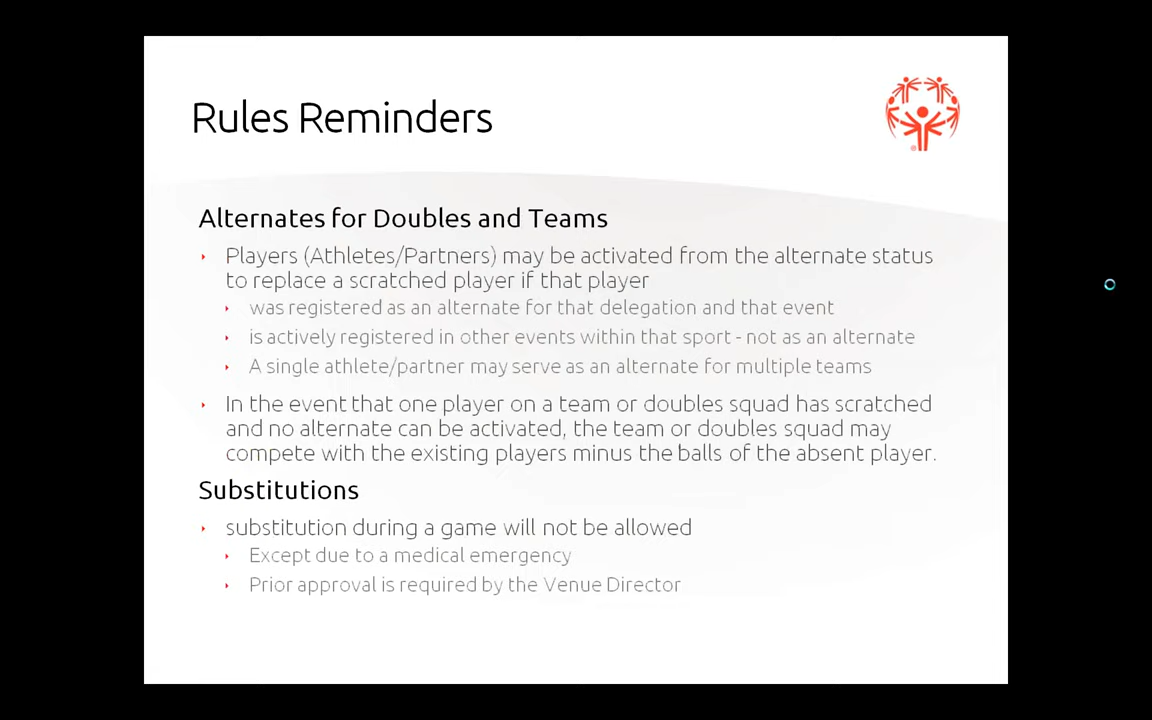 Rules Reminders
Alternates for Doubles and Teams
Players (Athletes/Partners) may be activated from the alternate status
to replace a scratched player if that player
was registered as an alternate for that delegation and that event
is actively registered in other events within that sport - not as an alternate
A single athlete/partner may serve as an alternate for multiple teams
In the event that one player on a team or doubles squad has scratched
and no alternate can be activated, the team or doubles squad may
compete with the existing players minus the balls of the absent player.
Substitutions
substitution during a game will not be allowed
Except due to a medical emergency
Prior approval is required by the Venue Director